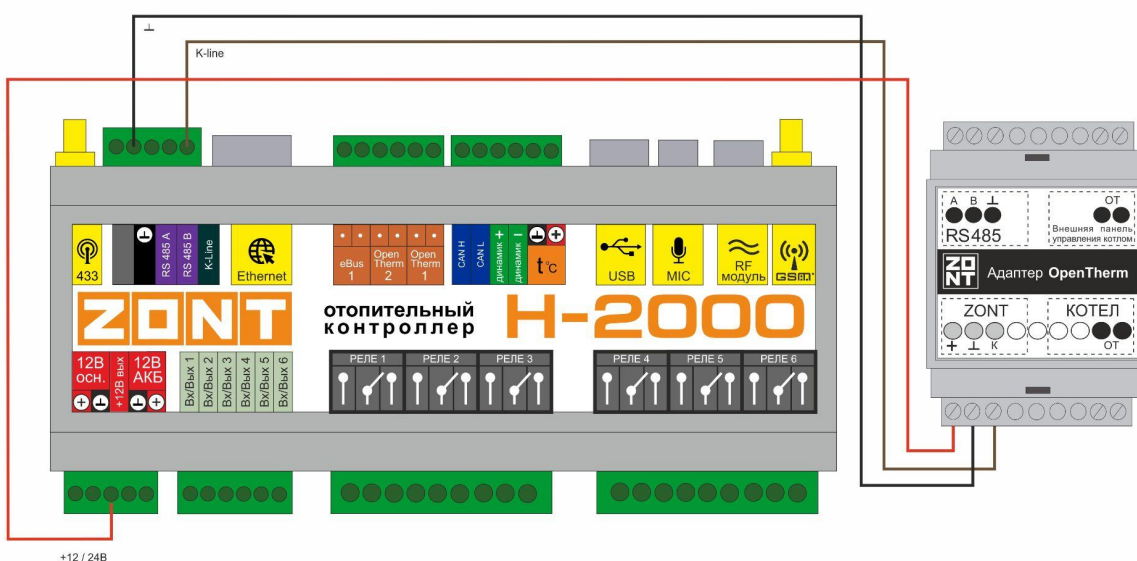 ⊥
K-line
433
RS 485 A
RS 485 B
K-Line
Ethernet
eBus
1
Open
Therm
2
Open
Therm
1
CAN H
CAN L
динамик +
динамик −
t°c
USB
MIC
RF
модуль
GSM
ZONT
отопительный
контроллер
H-2000
12В
осн.
+12В вых
12В
АКБ
Вх/Вых 1
Вх/Вых 2
Вх/Вых 3
Вх/Вых 4
Вх/Вых 5
Вх/Вых 6
РЕЛЕ 1
РЕЛЕ 2
РЕЛЕ 3
РЕЛЕ 4
РЕЛЕ 5
РЕЛЕ 6
+12 / 24В
A B ⊥
RS485
ОТ
Внешняя панель
управления котлом
ZONT
Адаптер OpenTherm
ZONT
КОТЕЛ
+ ⊥ К
ОТ